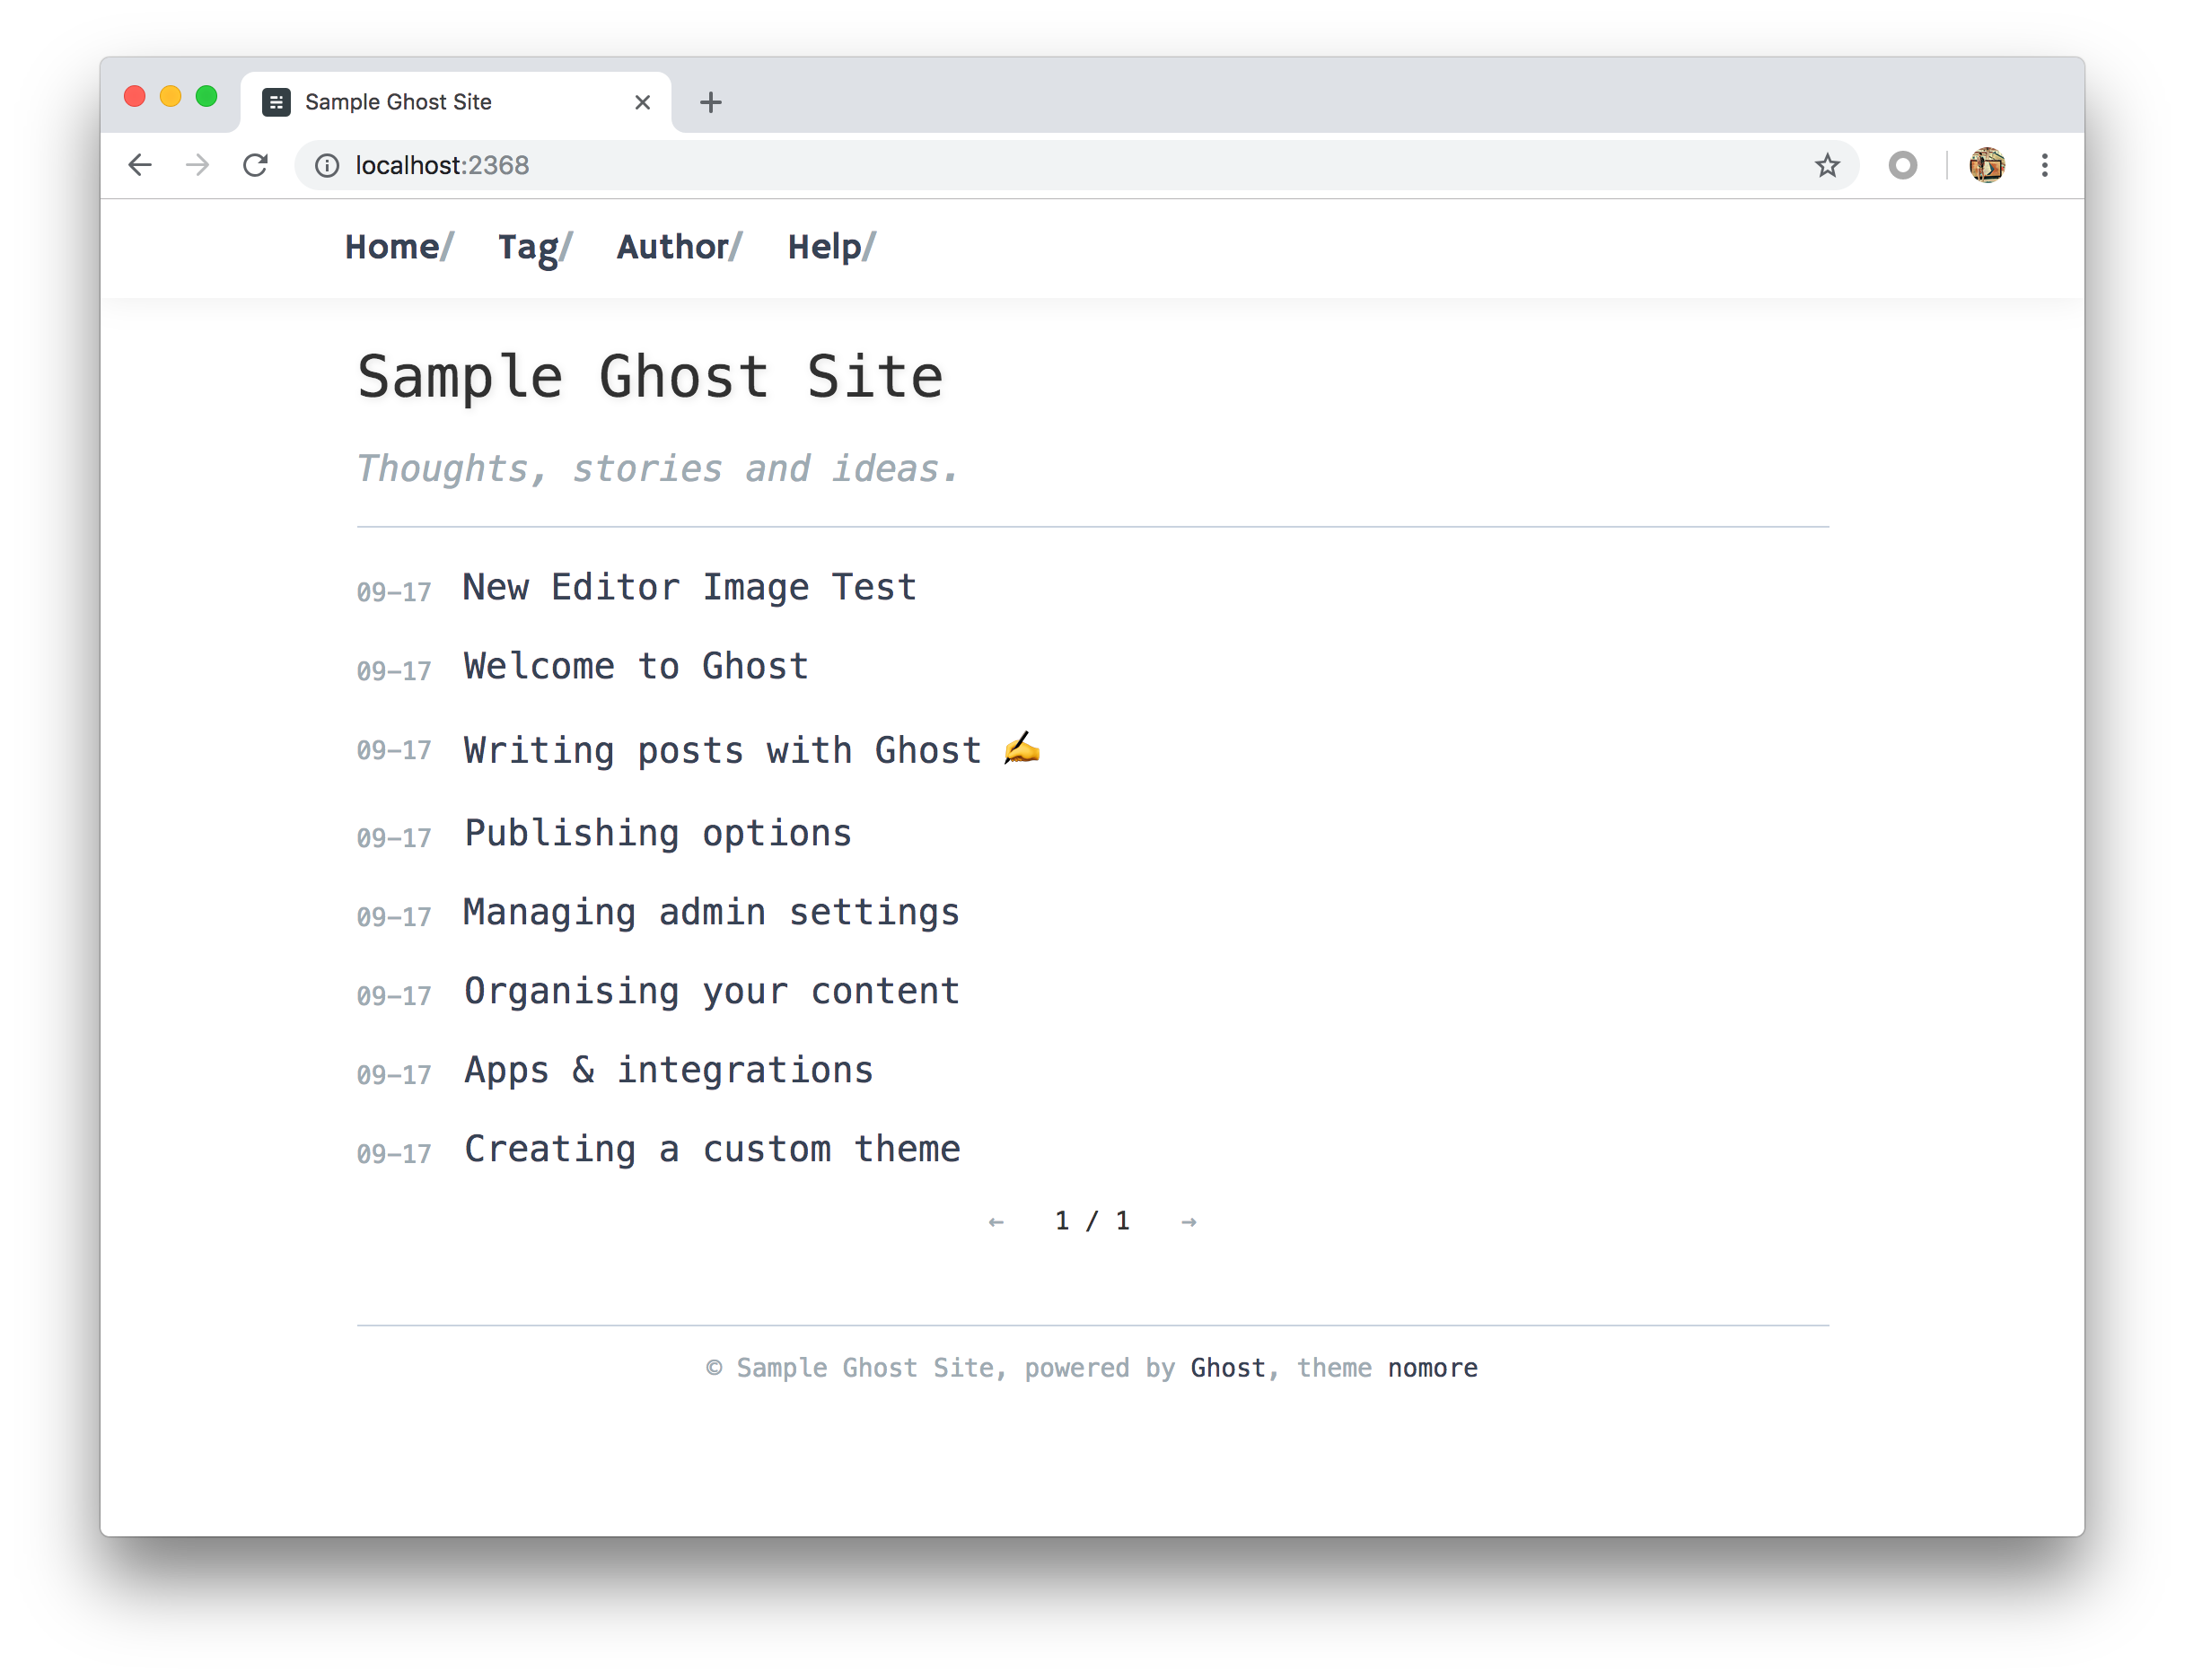 Sample Ghost Site
localhost:2368
Home/ Tag/ Author/ Help/
Sample Ghost Site
Thoughts, stories and ideas.
09-17 New Editor Image Test
09-17 Welcome to Ghost
09-17 Writing posts with Ghost ✍️
09-17 Publishing options
09-17 Managing admin settings
09-17 Organising your content
09-17 Apps & integrations
09-17 Creating a custom theme
← 1 / 1 →
© Sample Ghost Site, powered by Ghost, theme nomore